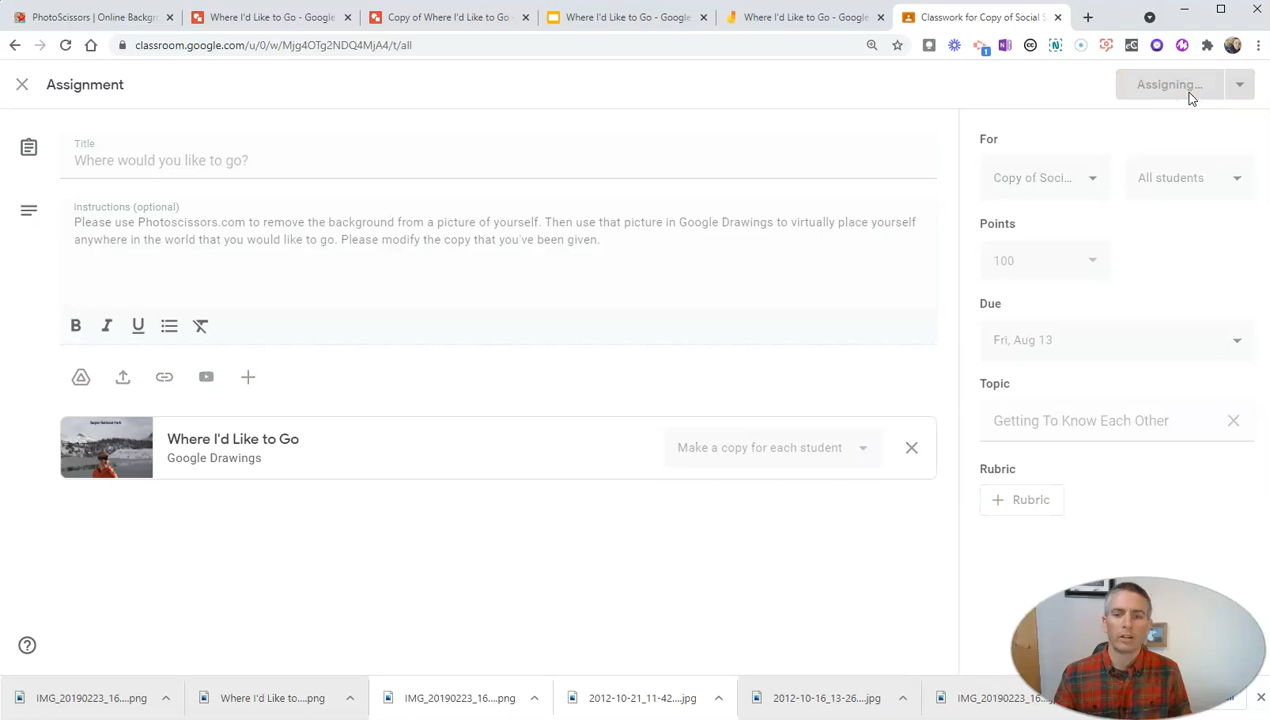 PhotoScissors | Online Backgr
Where I'd Like to Go - Google
Copy of Where I'd Like to Go -
Where I'd Like to Go - Google
Where I'd Like to Go - Google
Classwork for Copy of Social S
classroom.google.com/u/0/w/Mjg4OTg2NDQ4MjA4/t/all
Assignment
Assigning...
Title
Where would you like to go?
Instructions (optional)
Please use Photoscissors.com to remove the background from a picture of yourself. Then use that picture in Google Drawings to virtually place yourself
anywhere in the world that you would like to go. Please modify the copy that you've been given.
B I U
Where I'd Like to Go
Google Drawings
Make a copy for each student
For
Copy of Soci...
All students
Points
100
Due
Fri, Aug 13
Topic
Getting To Know Each Other
Rubric
+ Rubric
IMG_20190223_16....png
Where I'd Like to....png
IMG_20190223_16....png
2012-10-21_11-42....jpg
2012-10-16_13-26....jpg
IMG_20190223_16....